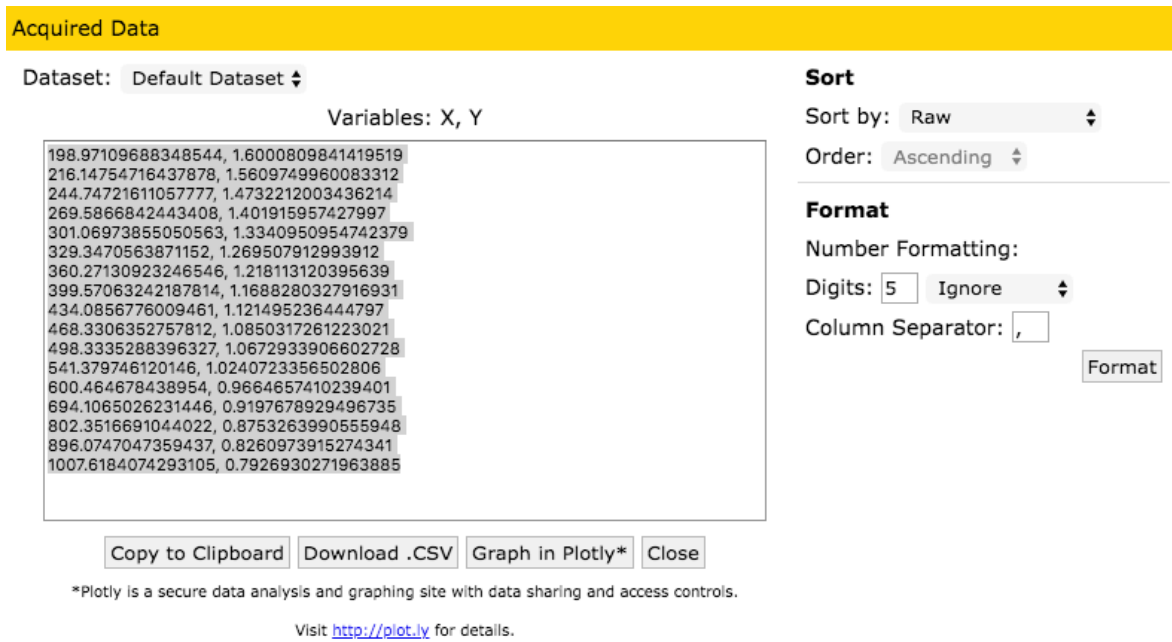 Acquired Data
Dataset: Default Dataset
Variables: X, Y
198.97109688348544, 1.6000809841419519
216.14754716437878, 1.5609749960083312
244.74721611057777, 1.4732212003436214
269.5866842443408, 1.401915957427997
301.06973855050563, 1.3340950954742379
329.3470563871152, 1.269507912993912
360.27130923246546, 1.218113120395639
399.57063242187814, 1.1688280327916931
434.0856776009461, 1.121495236444797
468.3306352757812, 1.0850317261223021
498.3335288396327, 1.0672933906602728
541.379746120146, 1.0240723356502806
600.464678438954, 0.9664657410239401
694.1065026231446, 0.9197678929496735
802.3516691044022, 0.8753263990555948
896.0747047359437, 0.8260973915274341
1007.6184074293105, 0.7926930271963885
Copy to Clipboard Download .CSV Graph in Plotly* Close
*Plotly is a secure data analysis and graphing site with data sharing and access controls.
Visit http://plot.ly for details.
Sort
Sort by: Raw
Order: Ascending
Format
Number Formatting:
Digits: 5 Ignore
Column Separator: ,
Format